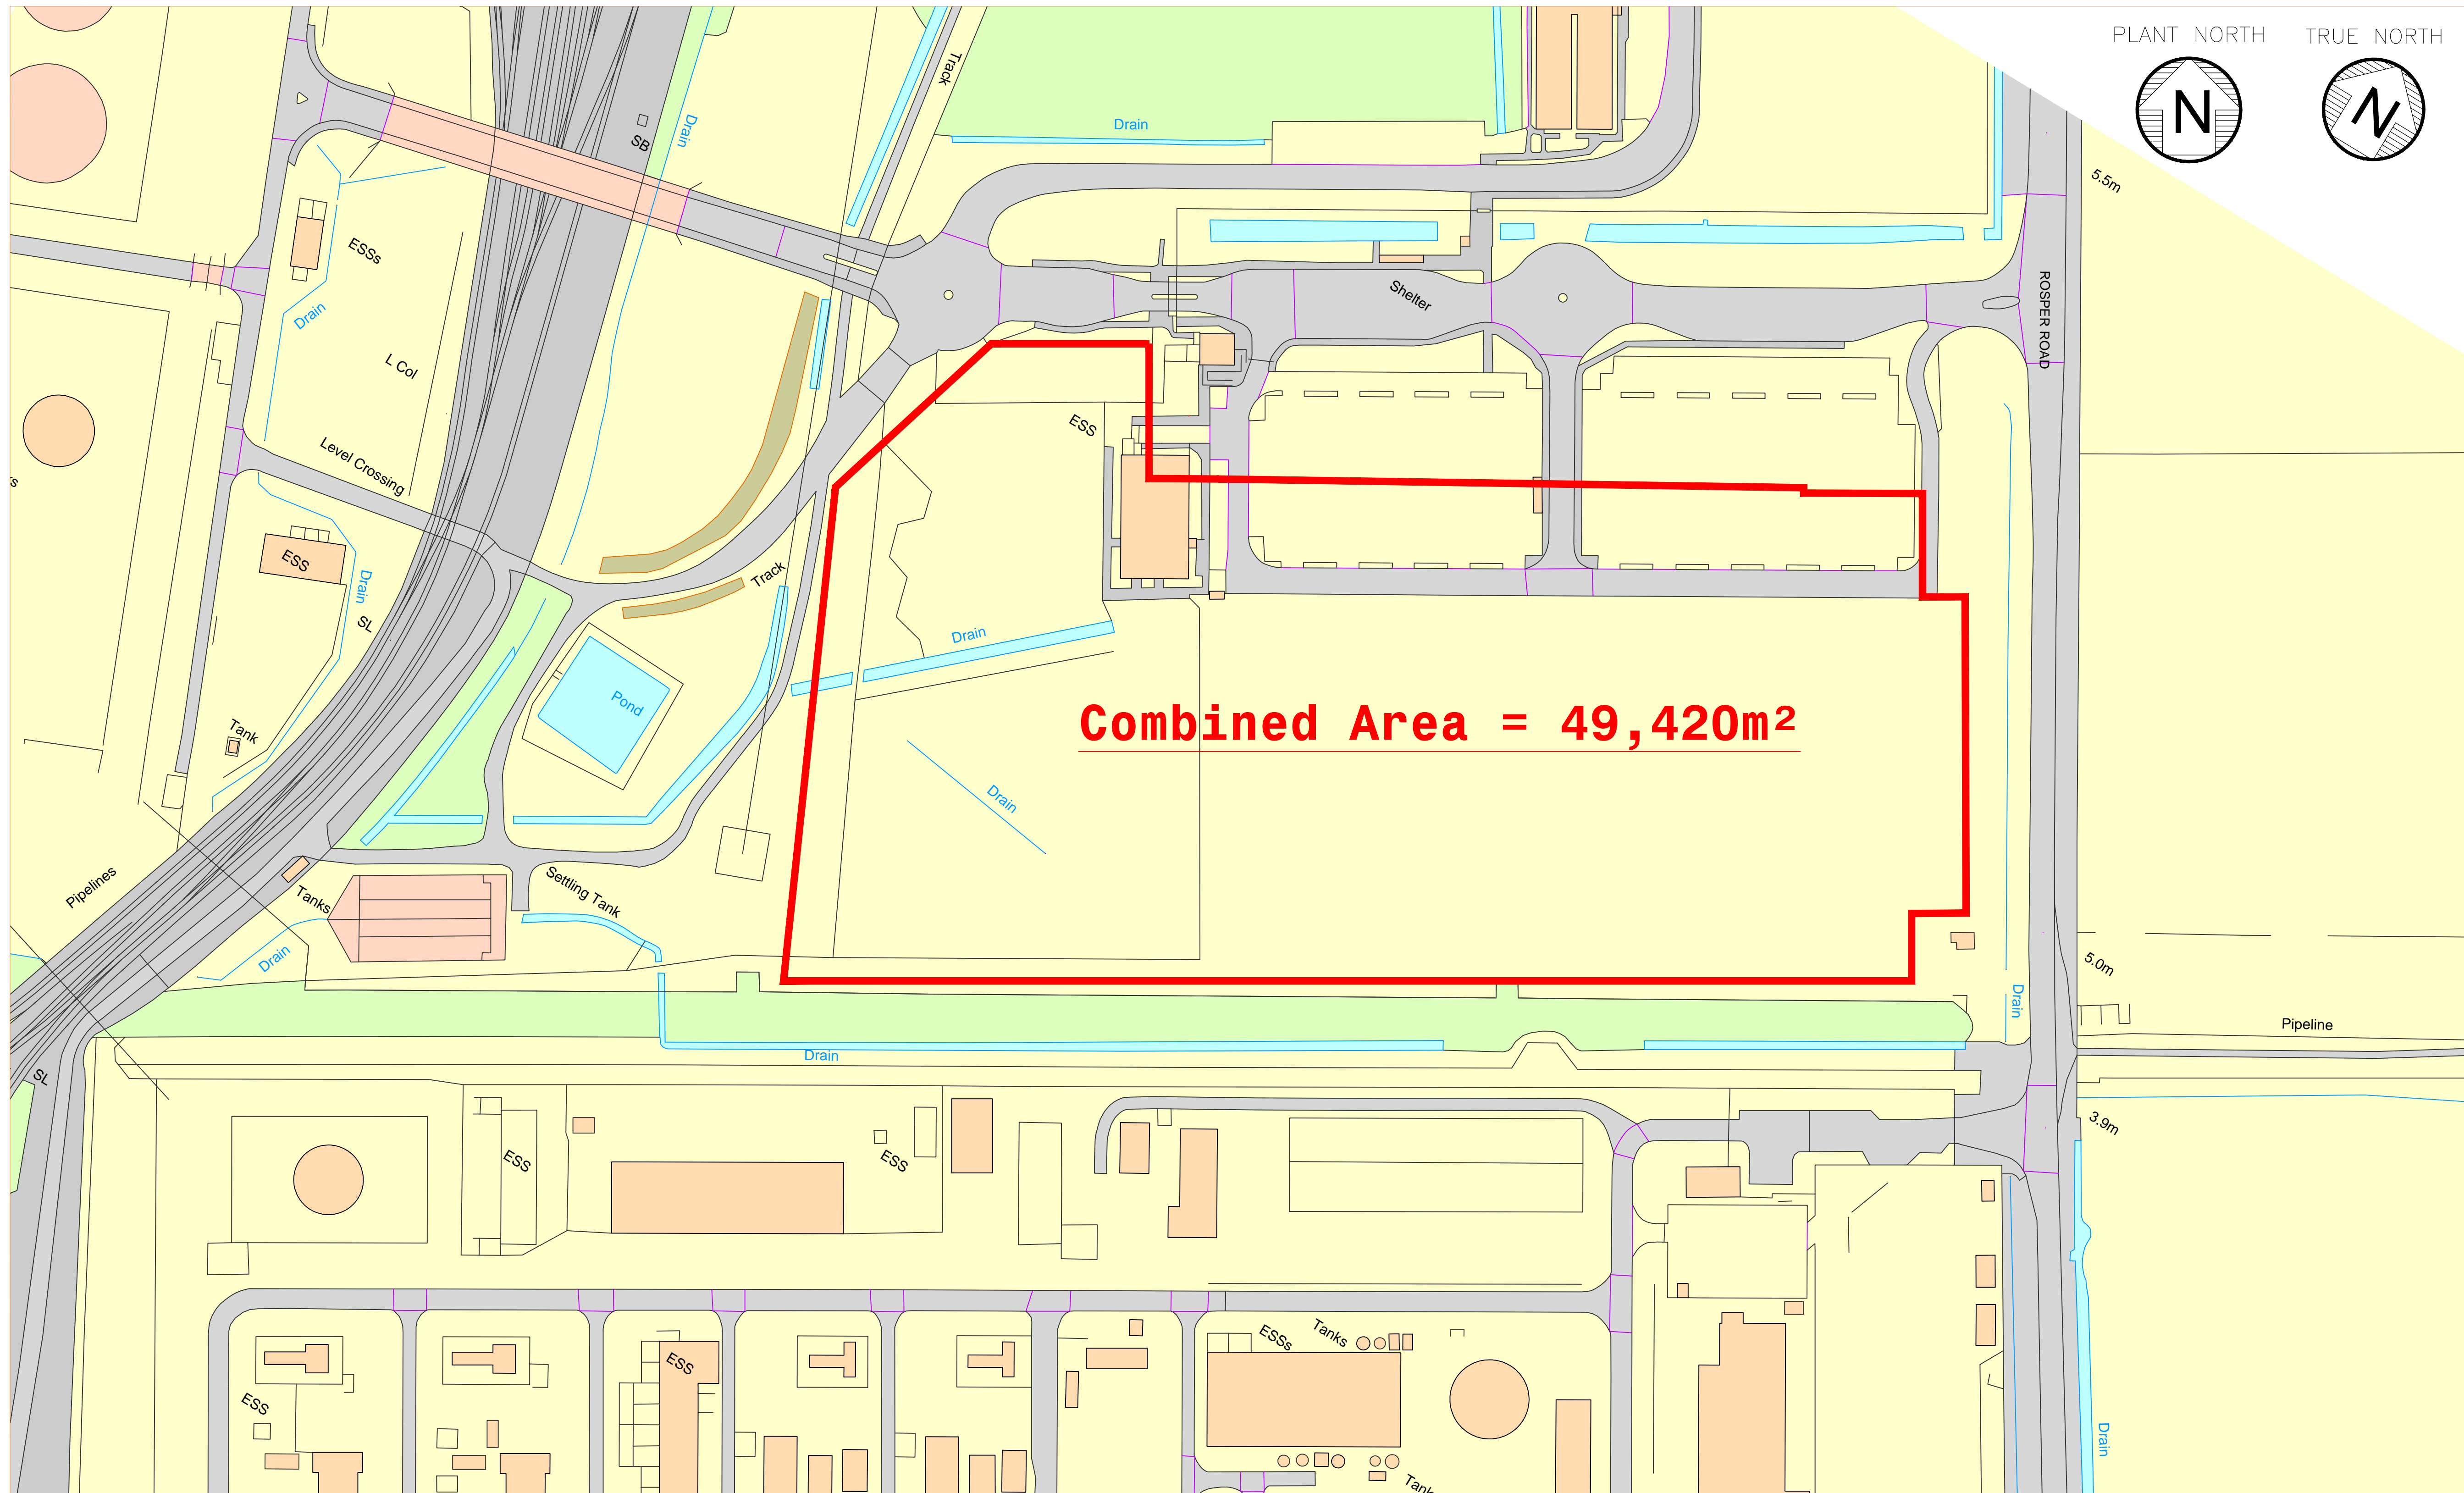 PLANT NORTH
TRUE NORTH
N
N
Track
SB
Drain
Drain
5.5m
ESSs
Shelter
ROSPER ROAD
Drain
L Col
ESS
Level Crossing
ESS
Drain
Track
SL
Drain
Pond
Combined Area = 49,420m²
Tank
Drain
Pipelines
Tanks
Settling Tank
Drain
5.0m
Drain
Pipeline
Drain
SL
3.9m
ESS
ESS
ESSs
Tanks
ESS
ESS
Drain